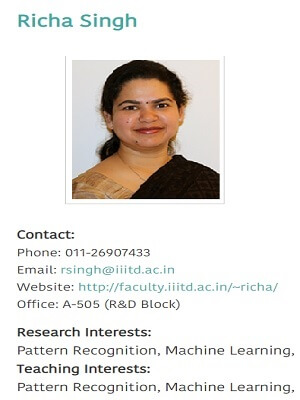 Richa Singh
Contact:
Phone: 011-26907433
Email: rsingh@iiitd.ac.in
Website: http://faculty.iiitd.ac.in/~richa/
Office: A-505 (R&D Block)
Research Interests:
Pattern Recognition, Machine Learning,
Teaching Interests:
Pattern Recognition, Machine Learning,